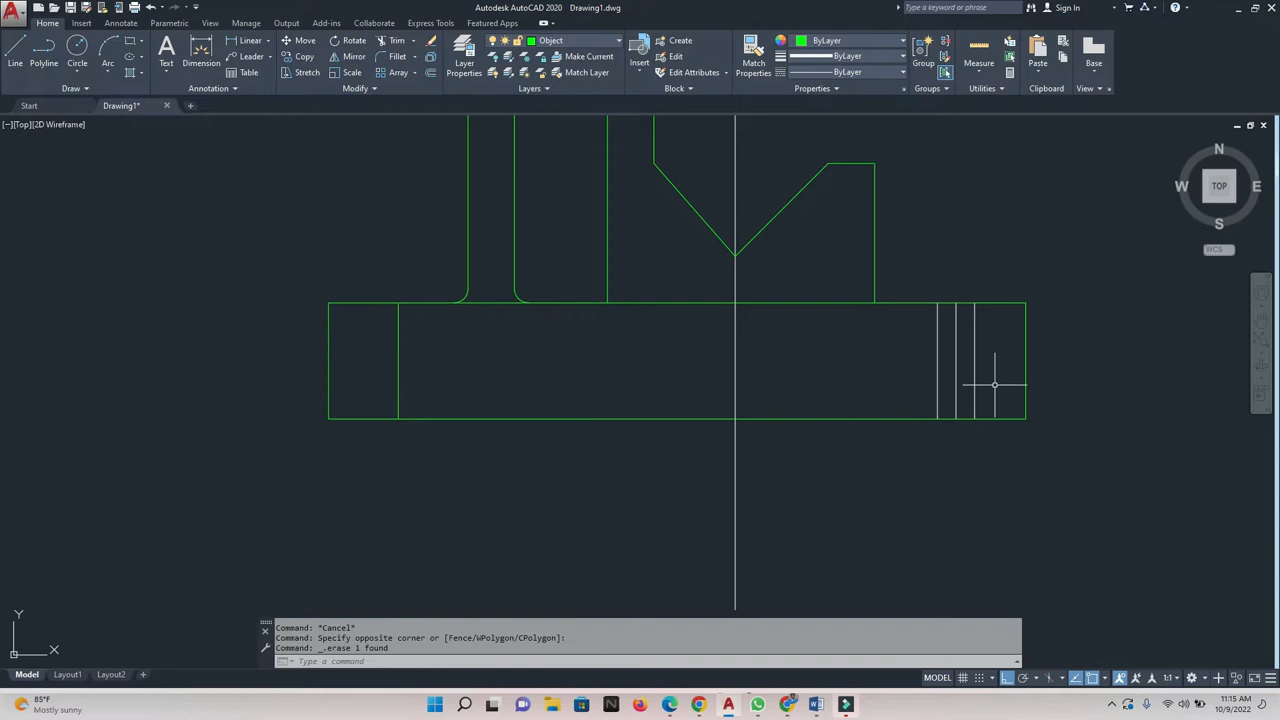 Autodesk AutoCAD 2020 Drawing1.dwg
Type a keyword or phrase
Sign In
Home Insert Annotate Parametric View Manage Output Add-ins Collaborate Express Tools Featured Apps
Line Polyline Circle Arc
Move Rotate Trim
Copy Mirror Fillet
Stretch Scale Array
Text Dimension
Linear
Leader
Table
Layer Properties
Object
Make Current
Match Layer
Insert
Create
Edit
Edit Attributes
Match Properties
ByLayer
ByLayer
ByLayer
Group
Measure
Paste
Base
Draw Modify Annotation Layers Block Properties Groups Utilities Clipboard View
Start Drawing1*
[−][Top][2D Wireframe]
N
W TOP E
S
WCS
Y
X
Command: *Cancel*
Command: Specify opposite corner or [Fence/WPolygon/CPolygon]:
Command: _.erase 1 found
Type a command
Model Layout1 Layout2
MODEL
1:1
85°F
Mostly sunny
11:15 AM
10/9/2022